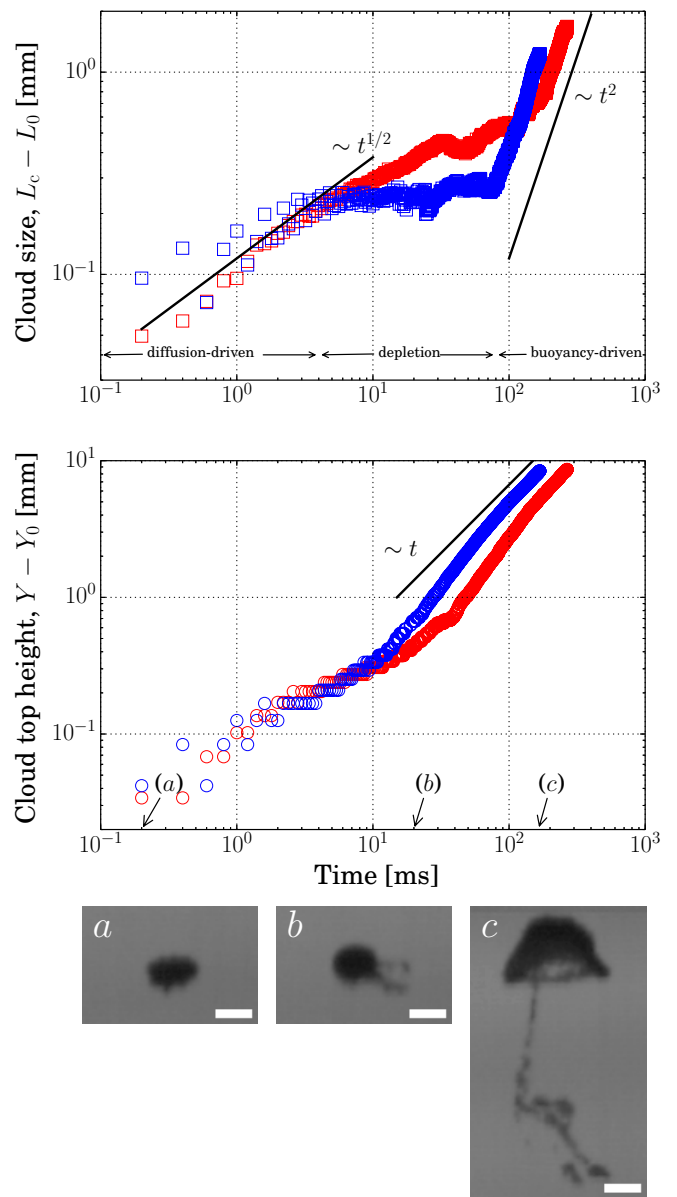 Cloud size, L_c − L_0 [mm]
10^0
10^{-1}
∼ t^{1/2}
∼ t^2
diffusion-driven
depletion
buoyancy-driven
10^{-1} 10^0 10^1 10^2 10^3
Cloud top height, Y − Y_0 [mm]
10^1
10^0
10^{-1}
∼ t
(a)
(b)
(c)
10^{-1} 10^0 10^1 10^2 10^3
Time [ms]
a
b
c